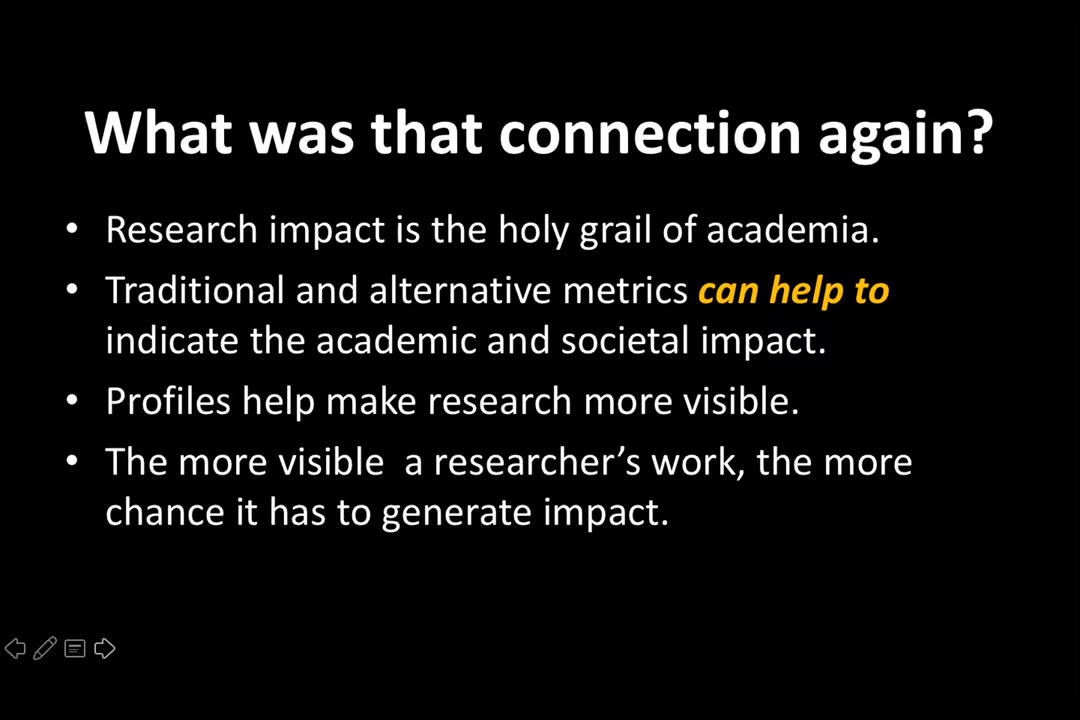 What was that connection again?
• Research impact is the holy grail of academia.
• Traditional and alternative metrics can help to
indicate the academic and societal impact.
• Profiles help make research more visible.
• The more visible  a researcher’s work, the more
chance it has to generate impact.